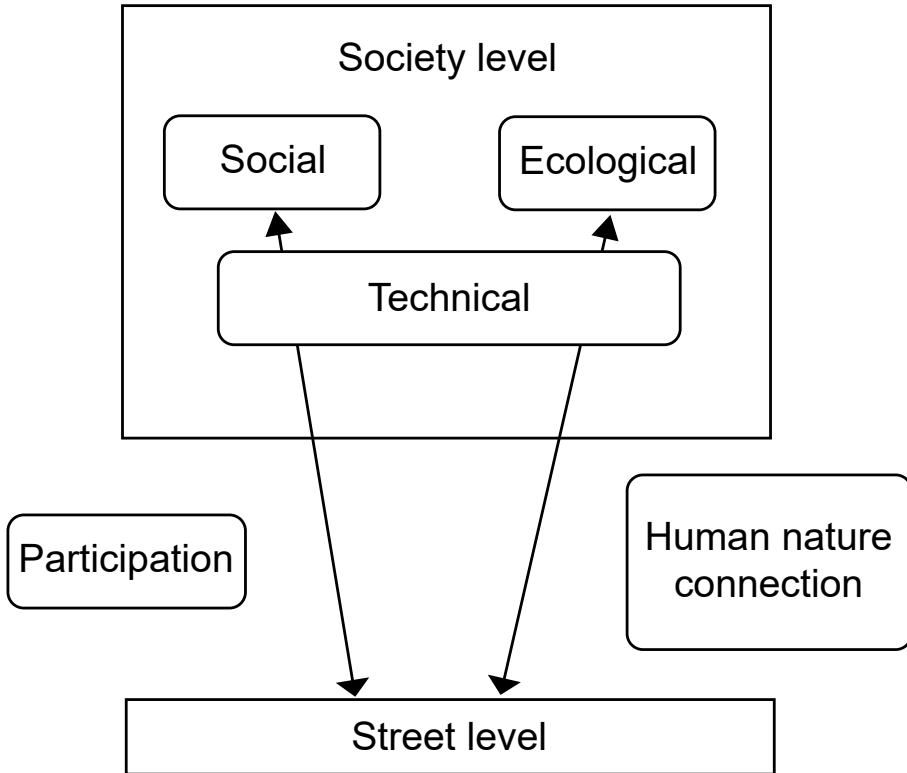 Society level
Social
Ecological
Technical
Participation
Human nature
connection
Street level